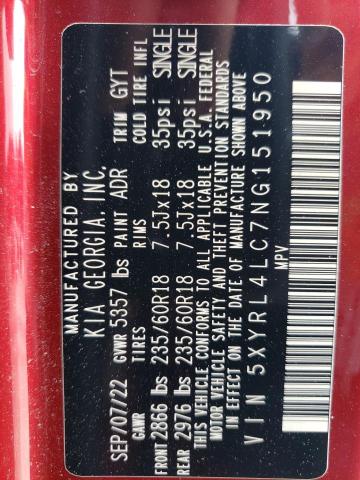 MANUFACTURED BY
KIA GEORGIA, INC.
SEP/07/22 GVWR 5357 lbs PAINT ADR TRIM GYT
GAWR TIRES RIMS COLD TIRE INFL
FRONT 2866 lbs 235/60R18 7.5Jx18 35psi SINGLE
REAR 2976 lbs 235/60R18 7.5Jx18 35psi SINGLE
THIS VEHICLE CONFORMS TO ALL APPLICABLE U.S.A. FEDERAL
MOTOR VEHICLE SAFETY AND THEFT PREVENTION STANDARDS
IN EFFECT ON THE DATE OF MANUFACTURE SHOWN ABOVE.
VIN 5XYRL4LC7NG151950
MPV